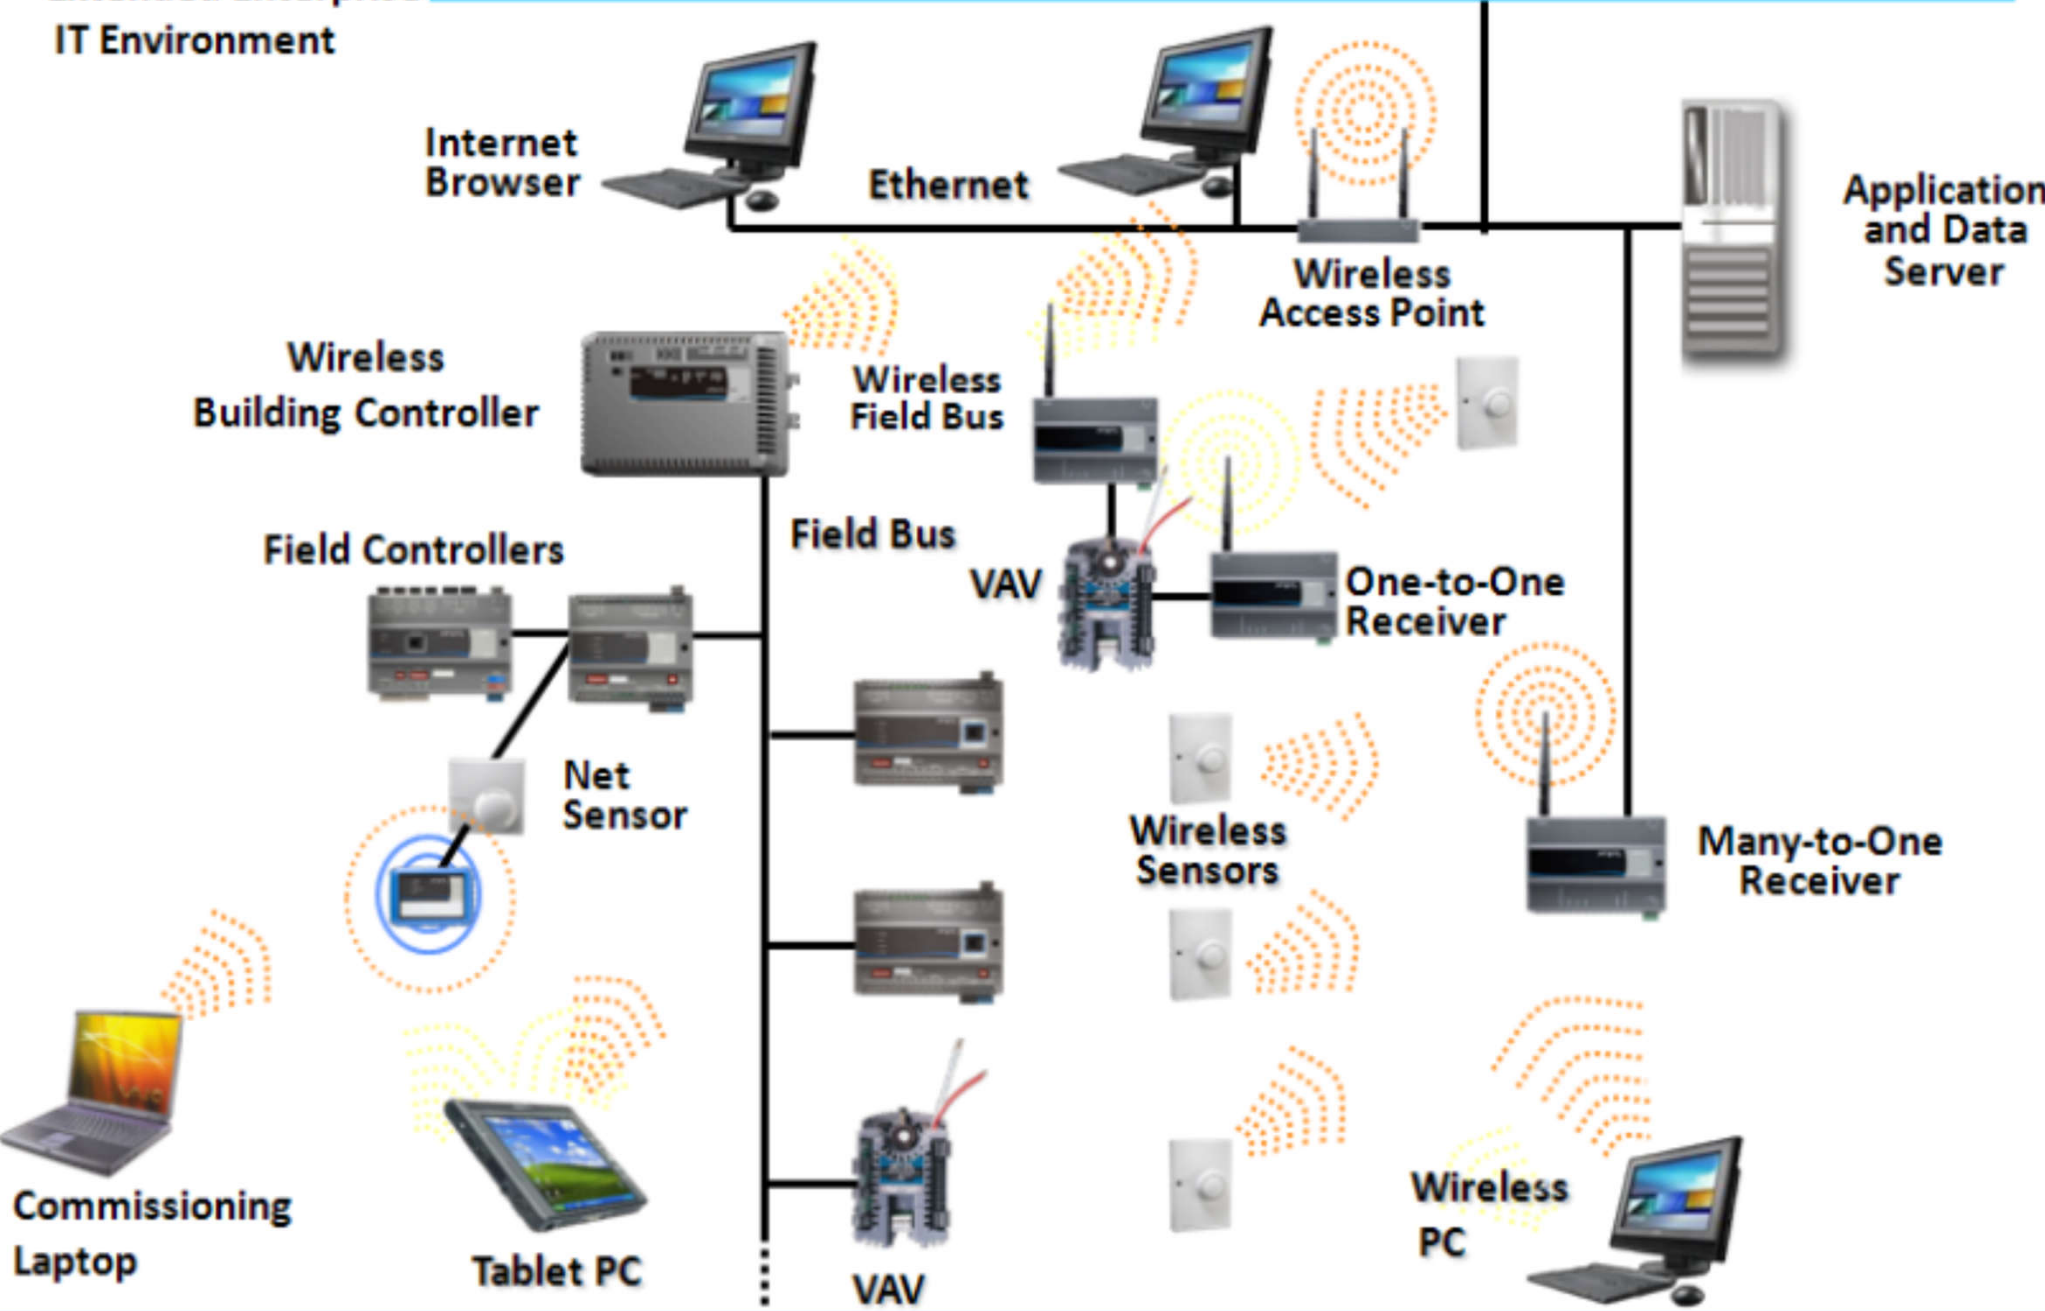 IT Environment
Internet
Browser
Ethernet
Application
and Data
Server
Wireless
Access Point
Wireless
Building Controller
Wireless
Field Bus
Field Bus
Field Controllers
VAV
One-to-One
Receiver
Net
Sensor
Wireless
Sensors
Many-to-One
Receiver
Commissioning
Laptop
Tablet PC
VAV
Wireless
PC